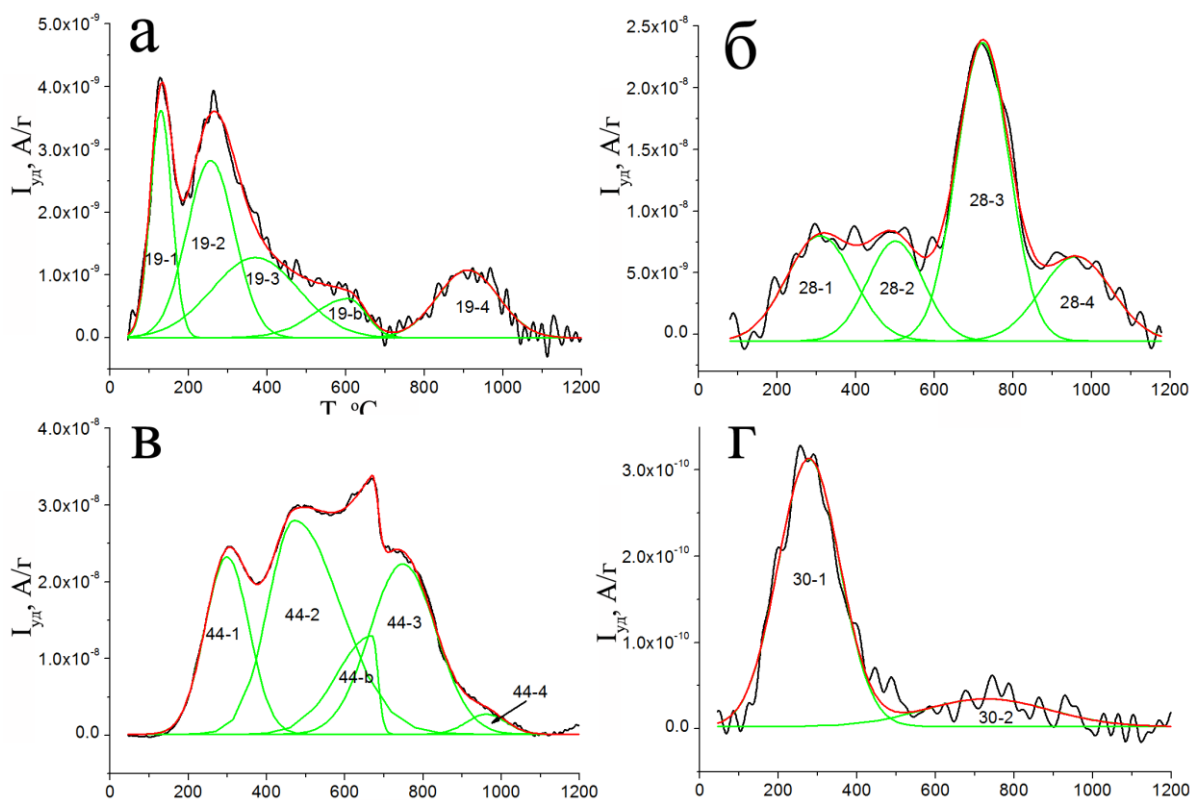 а
I уд, А/г
5.0x10⁻⁹
4.0x10⁻⁹
3.0x10⁻⁹
2.0x10⁻⁹
1.0x10⁻⁹
0.0
19-1
19-2
19-3
19-b
19-4
0 200 400 600 800 1000 1200
T, °C
б
I уд, А/г
2.5x10⁻⁸
2.0x10⁻⁸
1.5x10⁻⁸
1.0x10⁻⁸
5.0x10⁻⁹
0.0
28-1
28-2
28-3
28-4
0 200 400 600 800 1000 1200
в
I уд, А/г
4.0x10⁻⁸
3.0x10⁻⁸
2.0x10⁻⁸
1.0x10⁻⁸
0.0
44-1
44-2
44-b
44-3
44-4
0 200 400 600 800 1000 1200
г
I уд, А/г
3.0x10⁻¹⁰
2.0x10⁻¹⁰
1.0x10⁻¹⁰
0.0
30-1
30-2
0 200 400 600 800 1000 1200